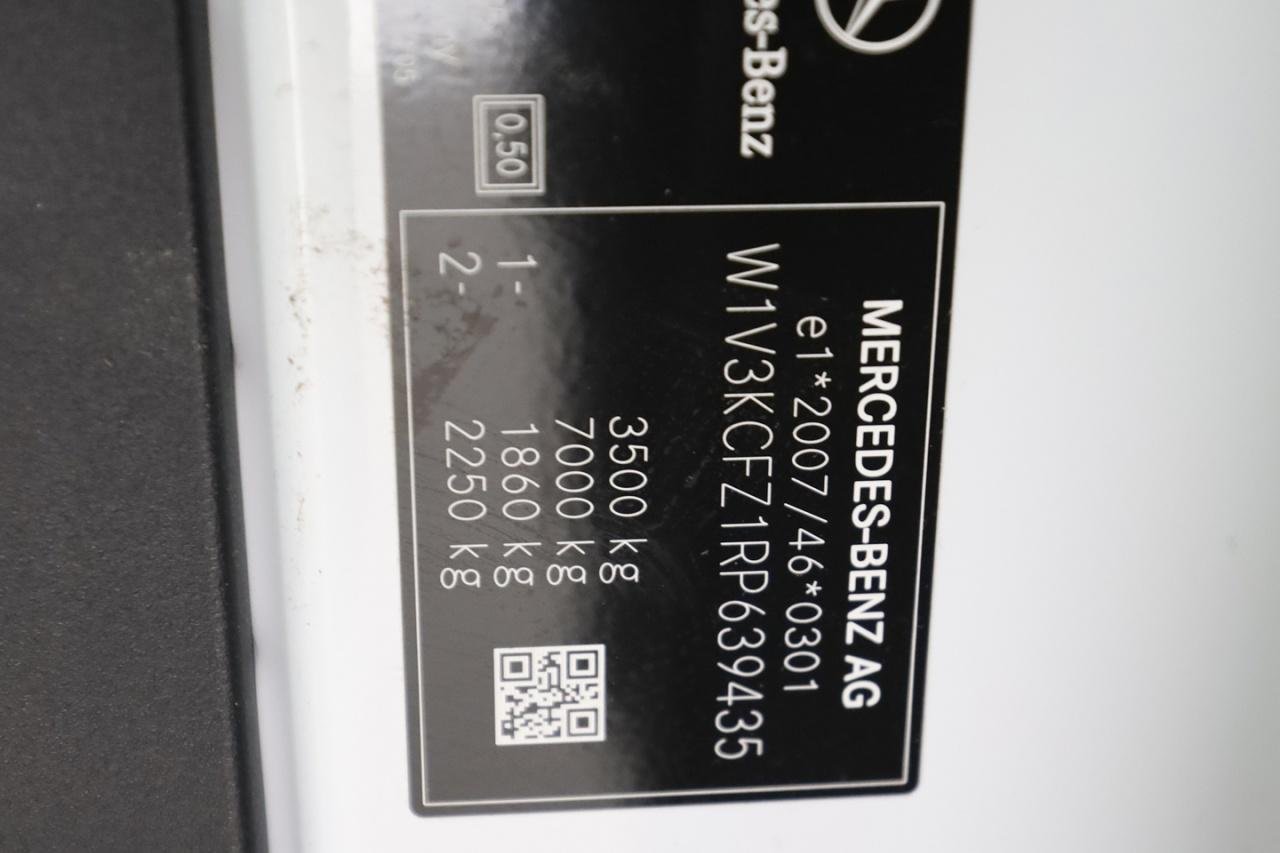 es-Benz
0,50
MERCEDES-BENZ AG
e1*2007/46*0301
W1V3KCFZ1RP639435
3500 kg
7000 kg
1- 1860 kg
2- 2250 kg